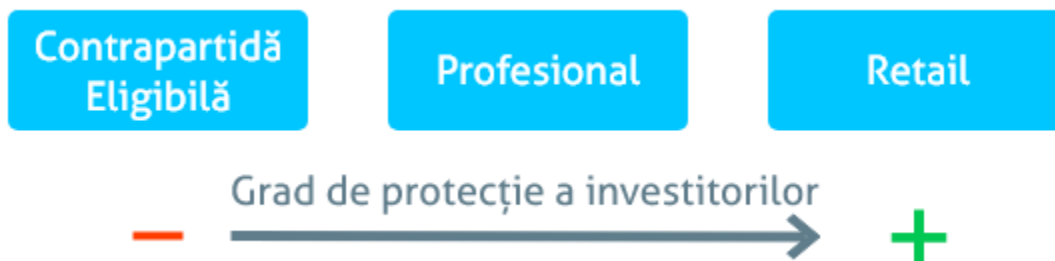 Contrapartidă
Eligibilă
Profesional
Retail
Grad de protecție a investitorilor
− +